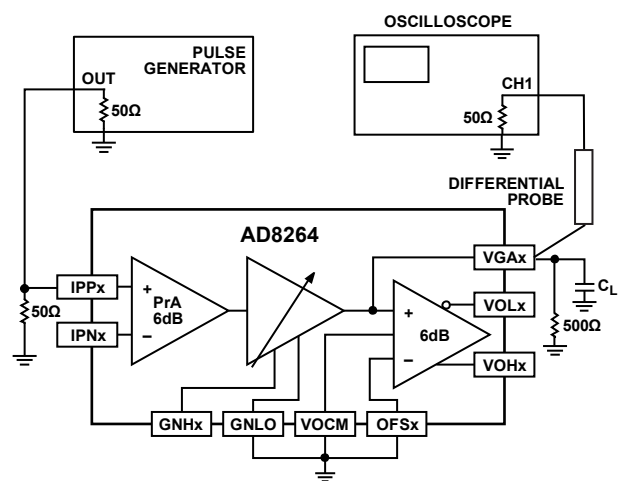 OSCILLOSCOPE
PULSE
GENERATOR
OUT
50Ω
CH1
50Ω
DIFFERENTIAL
PROBE
AD8264
VGAx
IPPx
PrA
6dB
+
–
50Ω
IPNx
+
6dB
–
VOLx
CL
500Ω
VOHx
GNHx
GNLO
VOCM
OFSx